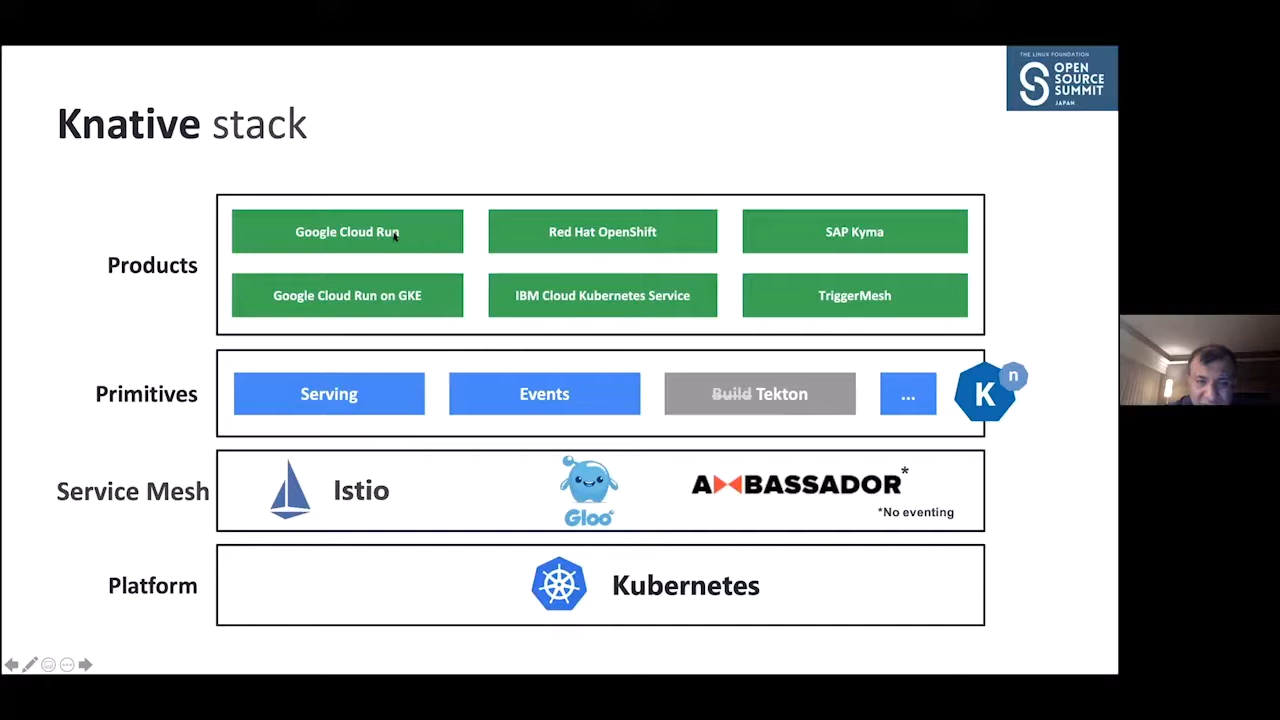 THE LINUX FOUNDATION
OPEN
SOURCE
SUMMIT
JAPAN
Knative stack
Products
Google Cloud Run
Red Hat OpenShift
SAP Kyma
Google Cloud Run on GKE
IBM Cloud Kubernetes Service
TriggerMesh
Primitives
Serving
Events
Build Tekton
...
K n
Service Mesh
Istio
Gloo
AMBASSADOR*
*No eventing
Platform
Kubernetes